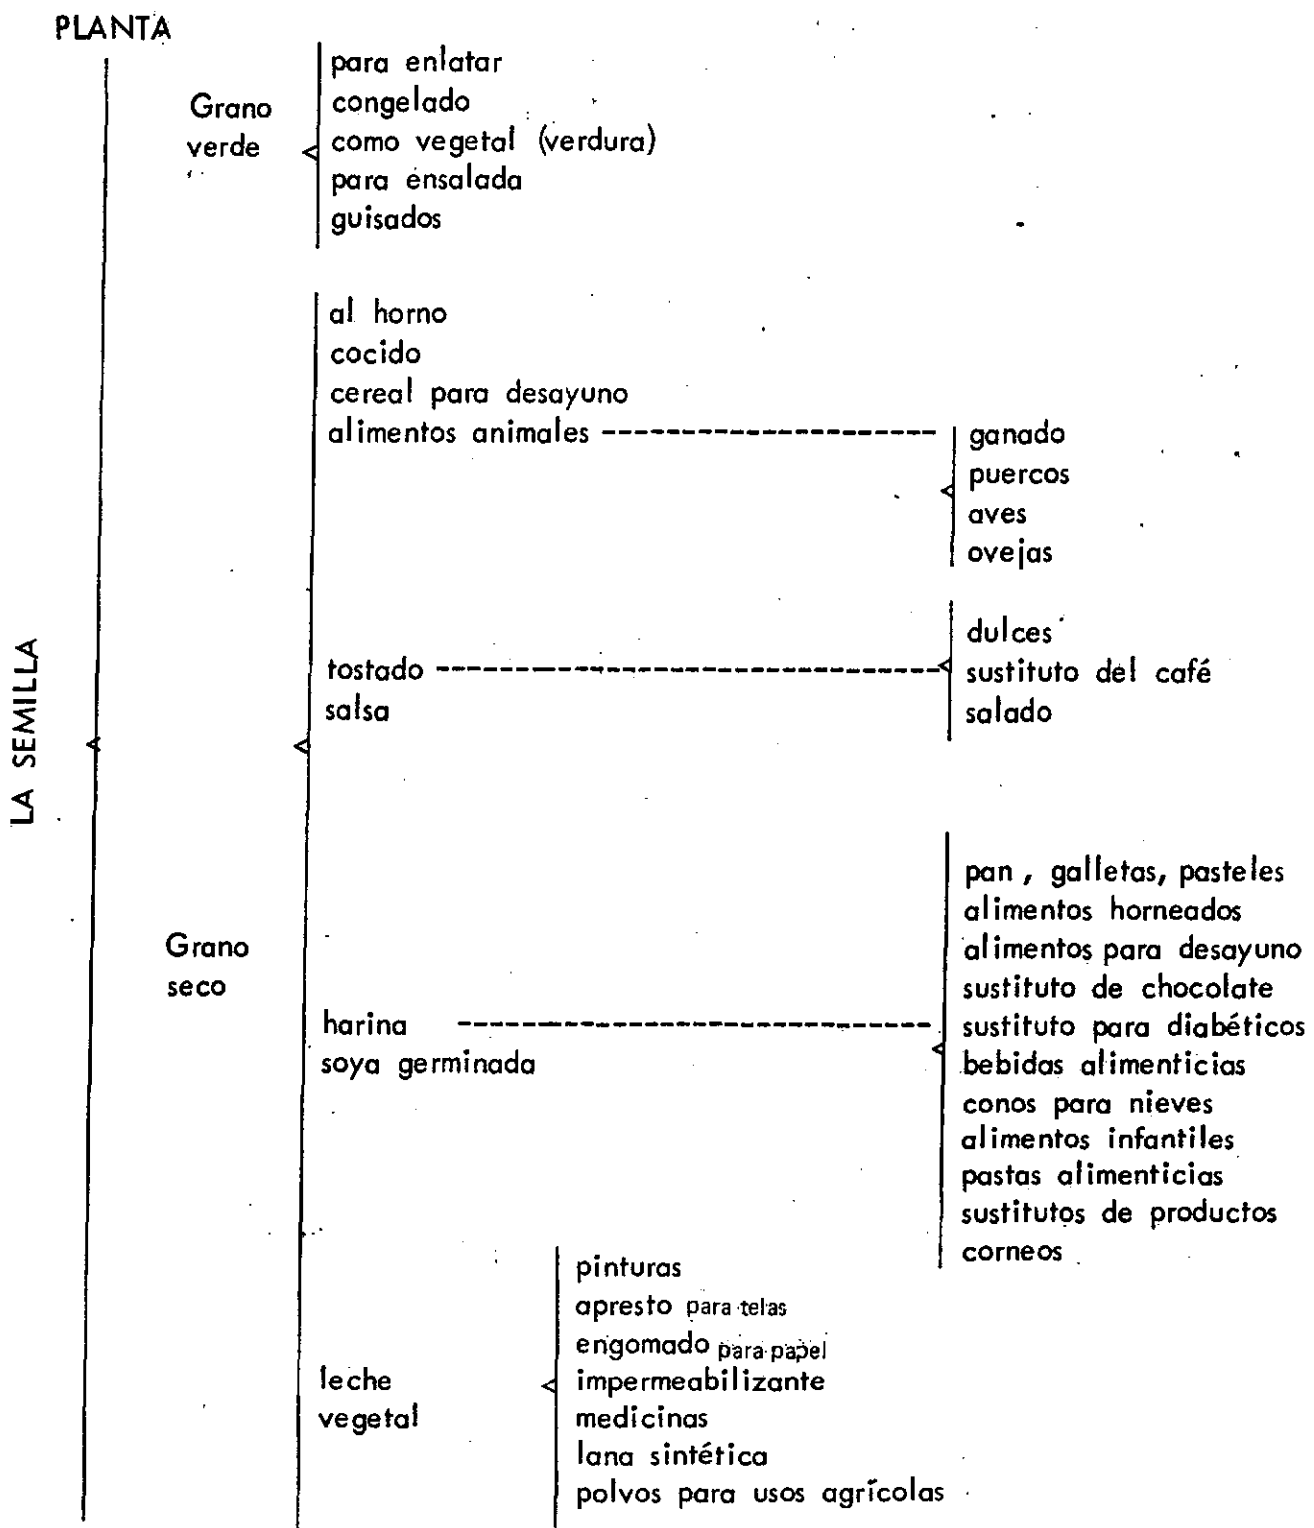 PLANTA
LA SEMILLA
Grano
verde
para enlatar
congelado
como vegetal (verdura)
para ensalada
guisados
Grano
seco
al horno
cocido
cereal para desayuno
alimentos animales
ganado
puercos
aves
ovejas
tostado
salsa
dulces
sustituto del café
salado
harina
soya germinada
pan , galletas, pasteles
alimentos horneados
alimentos para desayuno
sustituto de chocolate
sustituto para diabéticos
bebidas alimenticias
conos para nieves
alimentos infantiles
pastas alimenticias
sustitutos de productos
corneos
leche
vegetal
pinturas
apresto para telas
engomado para papel
impermeabilizante
medicinas
lana sintética
polvos para usos agrícolas